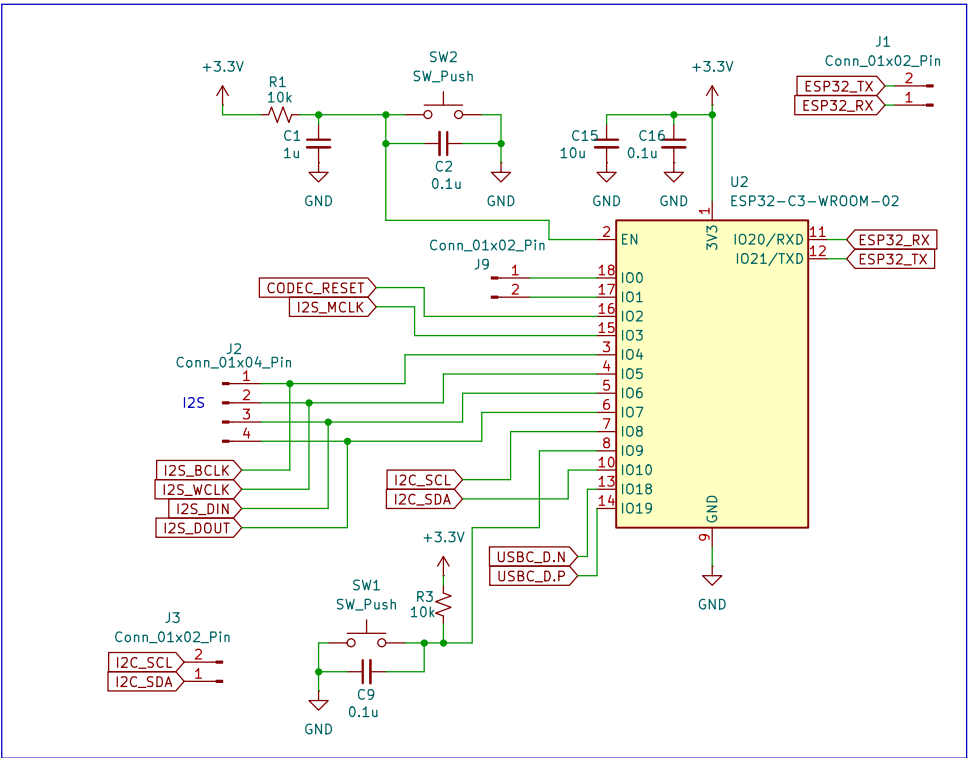 J1
Conn_01x02_Pin
ESP32_TX 2
ESP32_RX 1
+3.3V
R1
10k
SW2
SW_Push
C1
1u
GND
C2
0.1u
GND
+3.3V
C15
10u
GND
C16
0.1u
GND
U2
ESP32-C3-WROOM-02
1
3V3
2 EN
IO20/RXD 11 ESP32_RX
IO21/TXD 12 ESP32_TX
Conn_01x02_Pin
J9
1
2
18 IO0
17 IO1
16 IO2
15 IO3
3 IO4
4 IO5
5 IO6
6 IO7
7 IO8
8 IO9
10 IO10
13 IO18
14 IO19
GND
9
GND
CODEC_RESET
I2S_MCLK
J2
Conn_01x04_Pin
1
2
3
4
I2S
I2S_BCLK
I2S_WCLK
I2S_DIN
I2S_DOUT
I2C_SCL
I2C_SDA
USBC_D.N
USBC_D.P
+3.3V
R3
10k
SW1
SW_Push
C9
0.1u
GND
J3
Conn_01x02_Pin
I2C_SCL 2
I2C_SDA 1